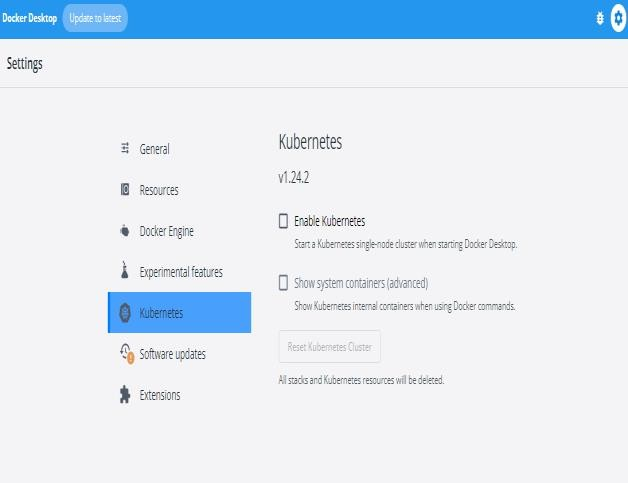 Docker Desktop Update to latest
Settings
General
Resources
Docker Engine
Experimental features
Kubernetes
Software updates
Extensions
Kubernetes
v1.24.2
Enable Kubernetes
Start a Kubernetes single-node cluster when starting Docker Desktop.
Show system containers (advanced)
Show Kubernetes internal containers when using Docker commands.
Reset Kubernetes Cluster
All stacks and Kubernetes resources will be deleted.